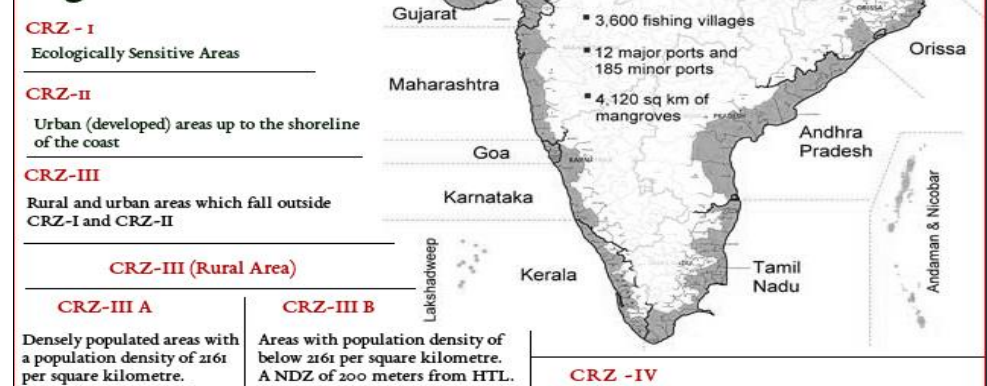 CRZ - I
Ecologically Sensitive Areas
CRZ-II
Urban (developed) areas up to the shoreline
of the coast
CRZ-III
Rural and urban areas which fall outside
CRZ-I and CRZ-II
CRZ-III (Rural Area)
CRZ-III A
Densely populated areas with
a population density of 2161
per square kilometre.
CRZ-III B
Areas with population density of
below 2161 per square kilometre.
A NDZ of 200 meters from HTL.
CRZ -IV
Gujarat
Maharashtra
Goa
Karnataka
Lakshadweep
Kerala
▪ 3,600 fishing villages
▪ 12 major ports and
185 minor ports
▪ 4,120 sq km of
mangroves
ORISSA
Orissa
PRADESH
Andhra
Pradesh
Tamil
Nadu
Andaman & Nicobar